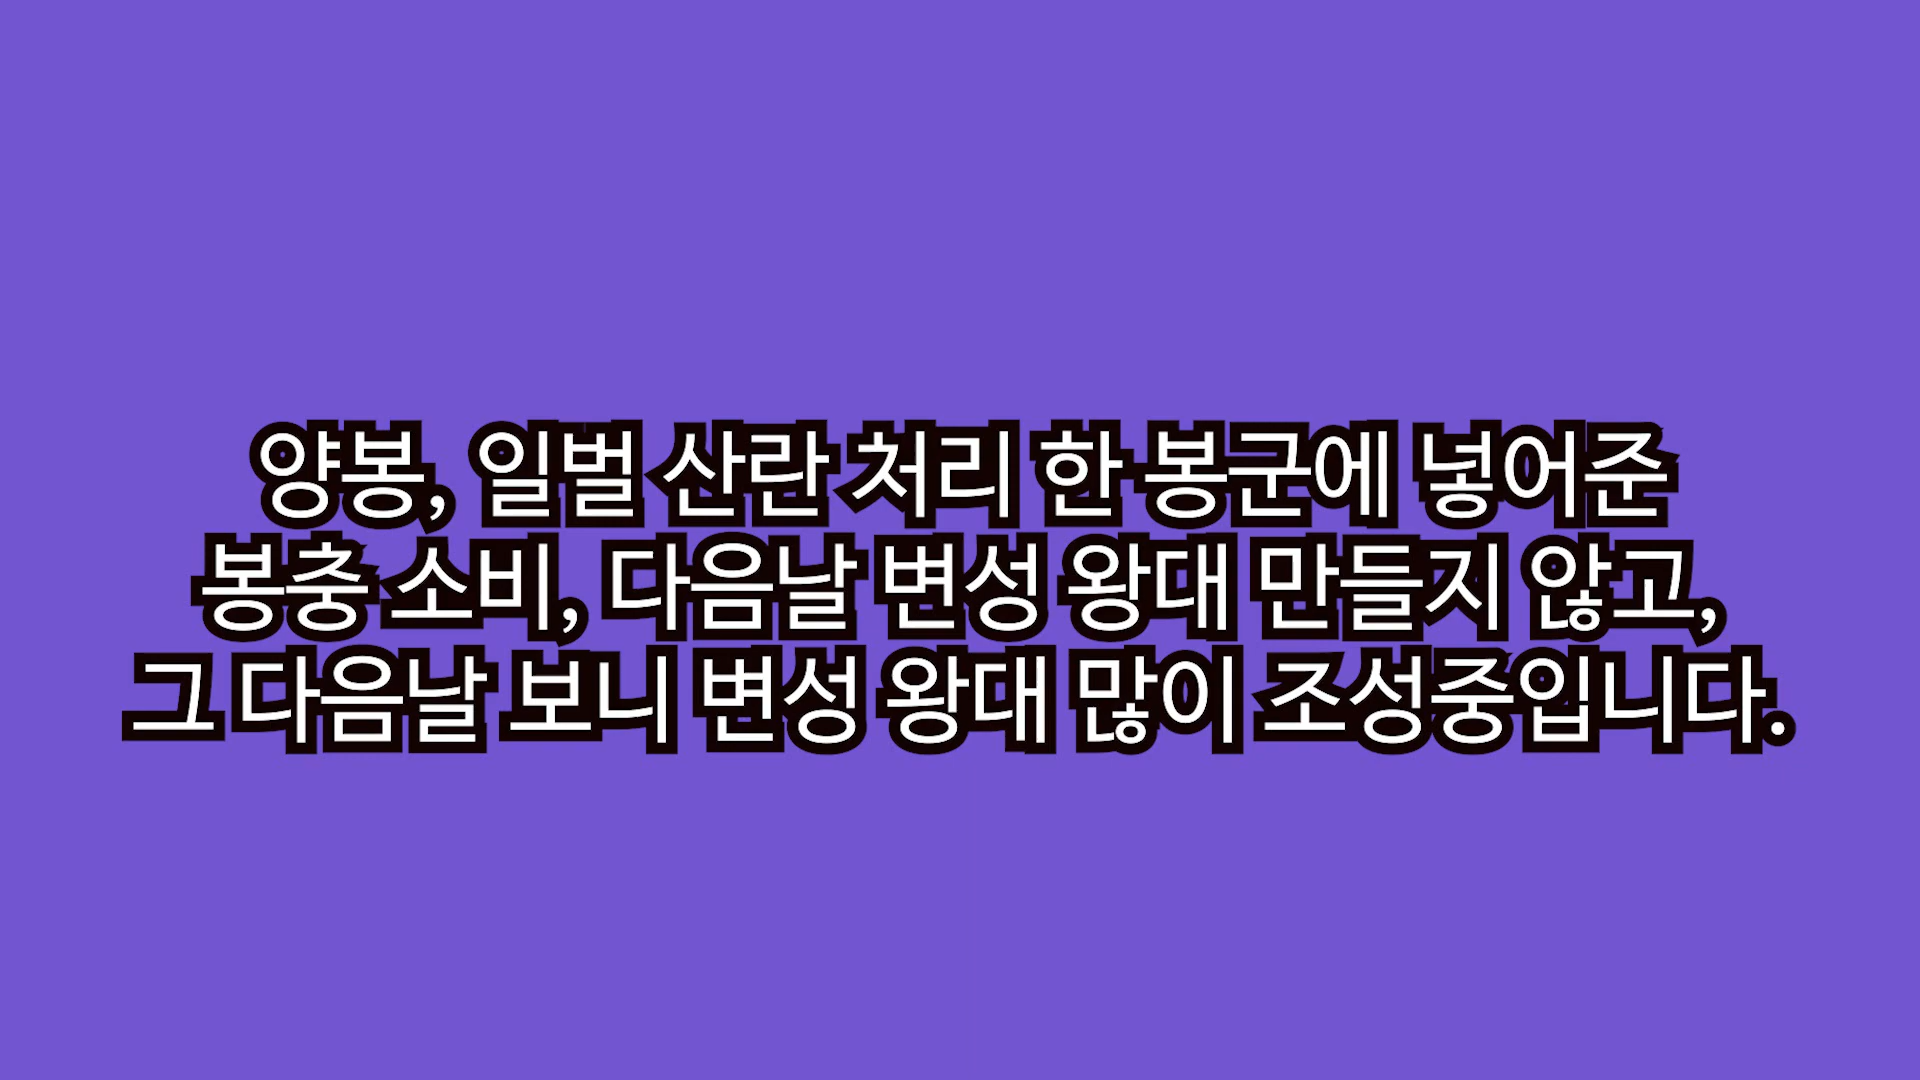 양봉, 일벌 산란 처리 한 봉군에 넣어준
봉충 소비, 다음날 변성 왕대 만들지 않고,
그 다음날 보니 변성 왕대 많이 조성중입니다.